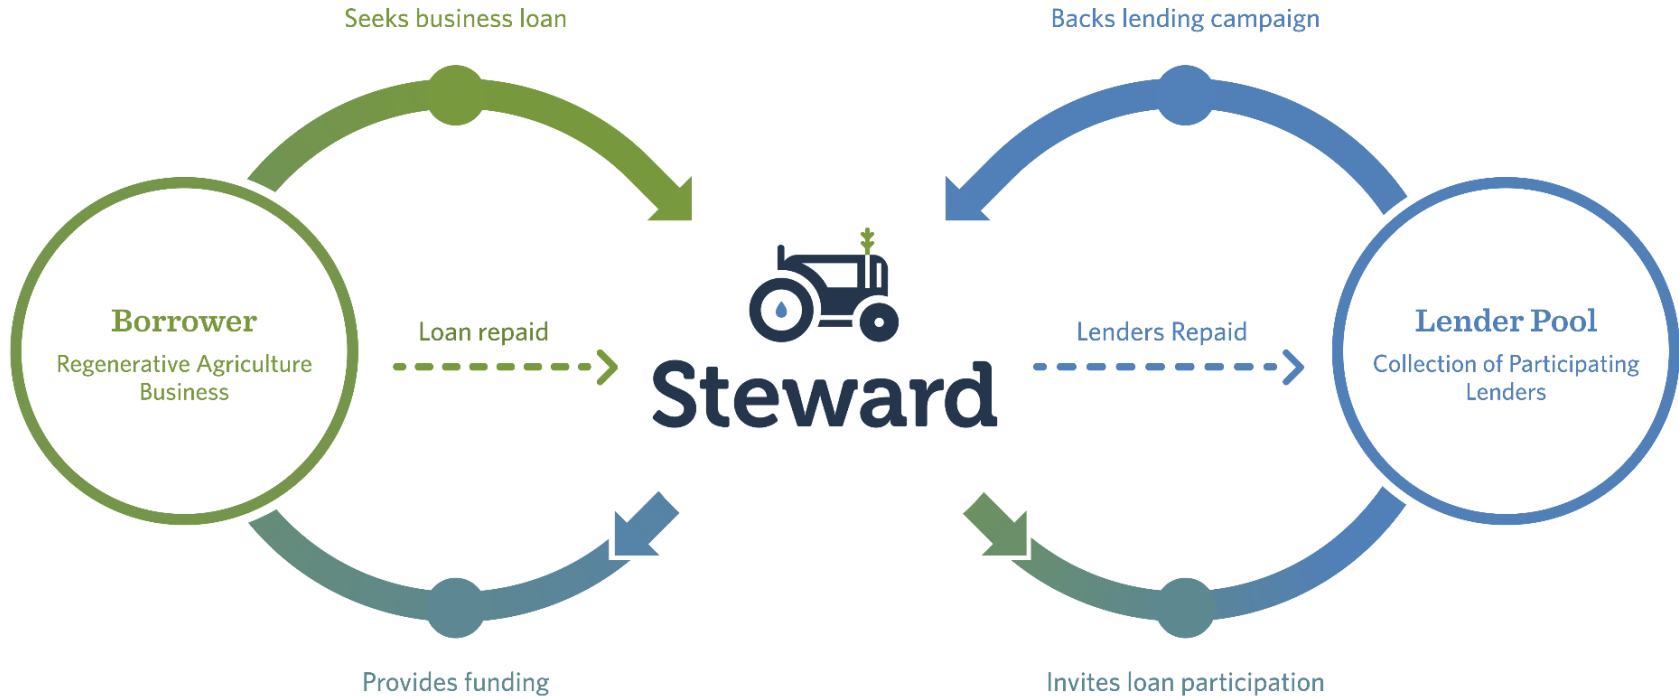 Seeks business loan
Backs lending campaign
Borrower
Regenerative Agriculture
Business
Loan repaid
Steward
Lenders Repaid
Lender Pool
Collection of Participating
Lenders
Provides funding
Invites loan participation